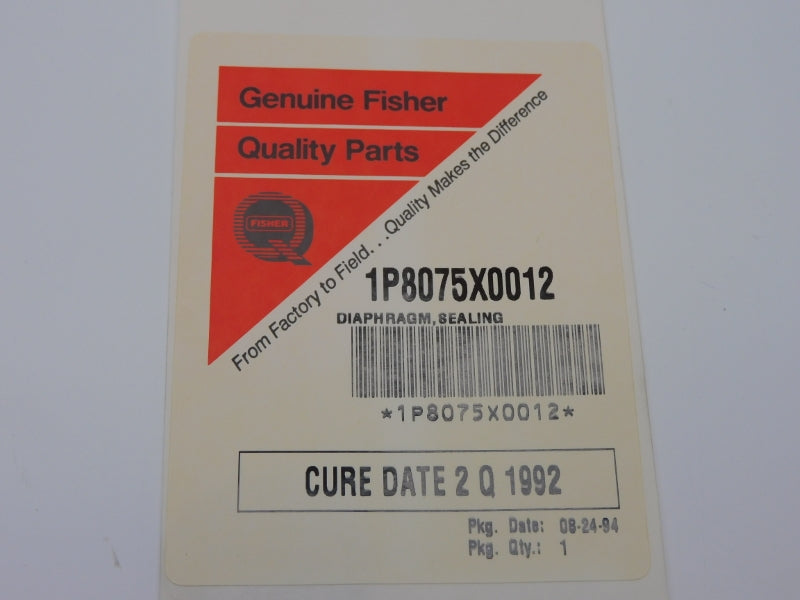 Genuine Fisher
Quality Parts
FISHER
From Factory to Field...Quality Makes the Difference
1P8075X0012
DIAPHRAGM,SEALING
*1P8075X0012*
CURE DATE 2 Q 1992
Pkg. Date: 08-24-94
Pkg. Qty.: 1